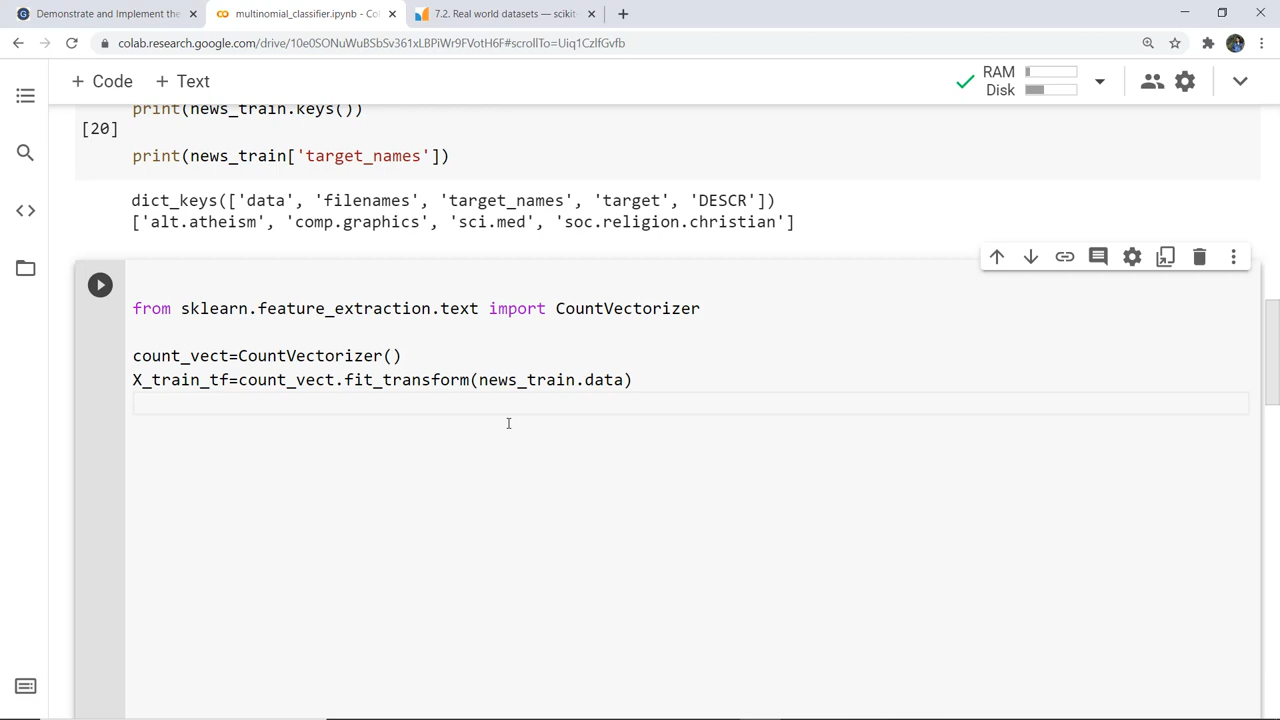 Demonstrate and Implement the
multinomial_classifier.ipynb - Col
7.2. Real world datasets — scikit-
colab.research.google.com/drive/10e0SONuWuBSbSv361xLBPiWr9FVotH6F#scrollTo=Uiq1CzlfGvfb
+ Code + Text
RAM
Disk
print(news_train.keys())
[20]
print(news_train['target_names'])
dict_keys(['data', 'filenames', 'target_names', 'target', 'DESCR'])
['alt.atheism', 'comp.graphics', 'sci.med', 'soc.religion.christian']
from sklearn.feature_extraction.text import CountVectorizer
count_vect=CountVectorizer()
X_train_tf=count_vect.fit_transform(news_train.data)